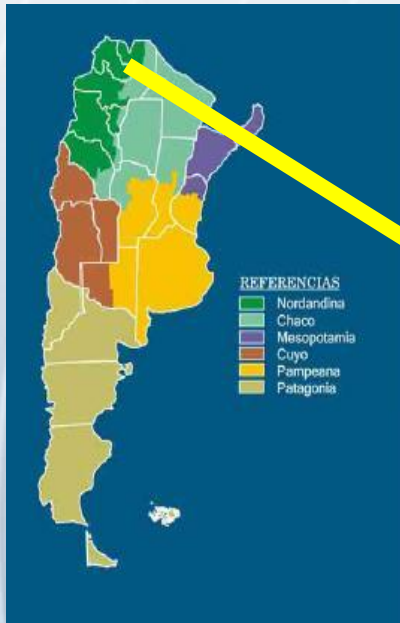 REFERENCIAS
Nordandina
Chaco
Mesopotamia
Cuyo
Pampeana
Patagonia